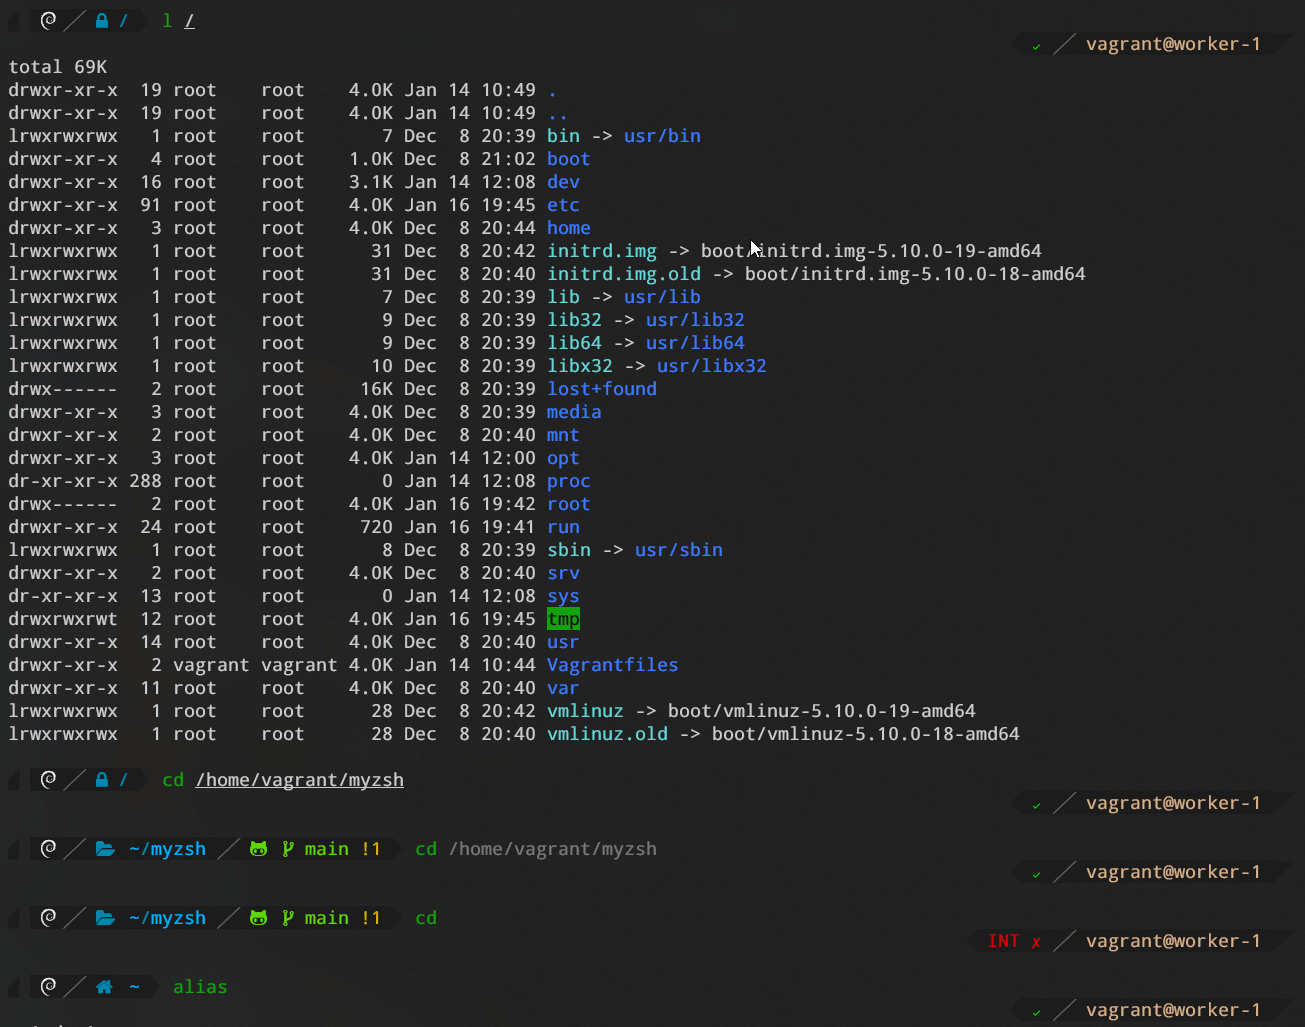 / l /
✓ vagrant@worker-1
total 69K
drwxr-xr-x  19 root    root    4.0K Jan 14 10:49 .
drwxr-xr-x  19 root    root    4.0K Jan 14 10:49 ..
lrwxrwxrwx   1 root    root       7 Dec  8 20:39 bin -> usr/bin
drwxr-xr-x   4 root    root    1.0K Dec  8 21:02 boot
drwxr-xr-x  16 root    root    3.1K Jan 14 12:08 dev
drwxr-xr-x  91 root    root    4.0K Jan 16 19:45 etc
drwxr-xr-x   3 root    root    4.0K Dec  8 20:44 home
lrwxrwxrwx   1 root    root      31 Dec  8 20:42 initrd.img -> boot/initrd.img-5.10.0-19-amd64
lrwxrwxrwx   1 root    root      31 Dec  8 20:40 initrd.img.old -> boot/initrd.img-5.10.0-18-amd64
lrwxrwxrwx   1 root    root       7 Dec  8 20:39 lib -> usr/lib
lrwxrwxrwx   1 root    root       9 Dec  8 20:39 lib32 -> usr/lib32
lrwxrwxrwx   1 root    root       9 Dec  8 20:39 lib64 -> usr/lib64
lrwxrwxrwx   1 root    root      10 Dec  8 20:39 libx32 -> usr/libx32
drwx------   2 root    root     16K Dec  8 20:39 lost+found
drwxr-xr-x   3 root    root    4.0K Dec  8 20:39 media
drwxr-xr-x   2 root    root    4.0K Dec  8 20:40 mnt
drwxr-xr-x   3 root    root    4.0K Jan 14 12:00 opt
dr-xr-xr-x 288 root    root       0 Jan 14 12:08 proc
drwx------   2 root    root    4.0K Jan 16 19:42 root
drwxr-xr-x  24 root    root     720 Jan 16 19:41 run
lrwxrwxrwx   1 root    root       8 Dec  8 20:39 sbin -> usr/sbin
drwxr-xr-x   2 root    root    4.0K Dec  8 20:40 srv
dr-xr-xr-x  13 root    root       0 Jan 14 12:08 sys
drwxrwxrwt  12 root    root    4.0K Jan 16 19:45 tmp
drwxr-xr-x  14 root    root    4.0K Dec  8 20:40 usr
drwxr-xr-x   2 vagrant vagrant 4.0K Jan 14 10:44 Vagrantfiles
drwxr-xr-x  11 root    root    4.0K Dec  8 20:40 var
lrwxrwxrwx   1 root    root      28 Dec  8 20:42 vmlinuz -> boot/vmlinuz-5.10.0-19-amd64
lrwxrwxrwx   1 root    root      28 Dec  8 20:40 vmlinuz.old -> boot/vmlinuz-5.10.0-18-amd64
/ cd /home/vagrant/myzsh
✓ vagrant@worker-1
~/myzsh main !1 cd /home/vagrant/myzsh
✓ vagrant@worker-1
~/myzsh main !1 cd
INT ✗ vagrant@worker-1
~ alias
✓ vagrant@worker-1